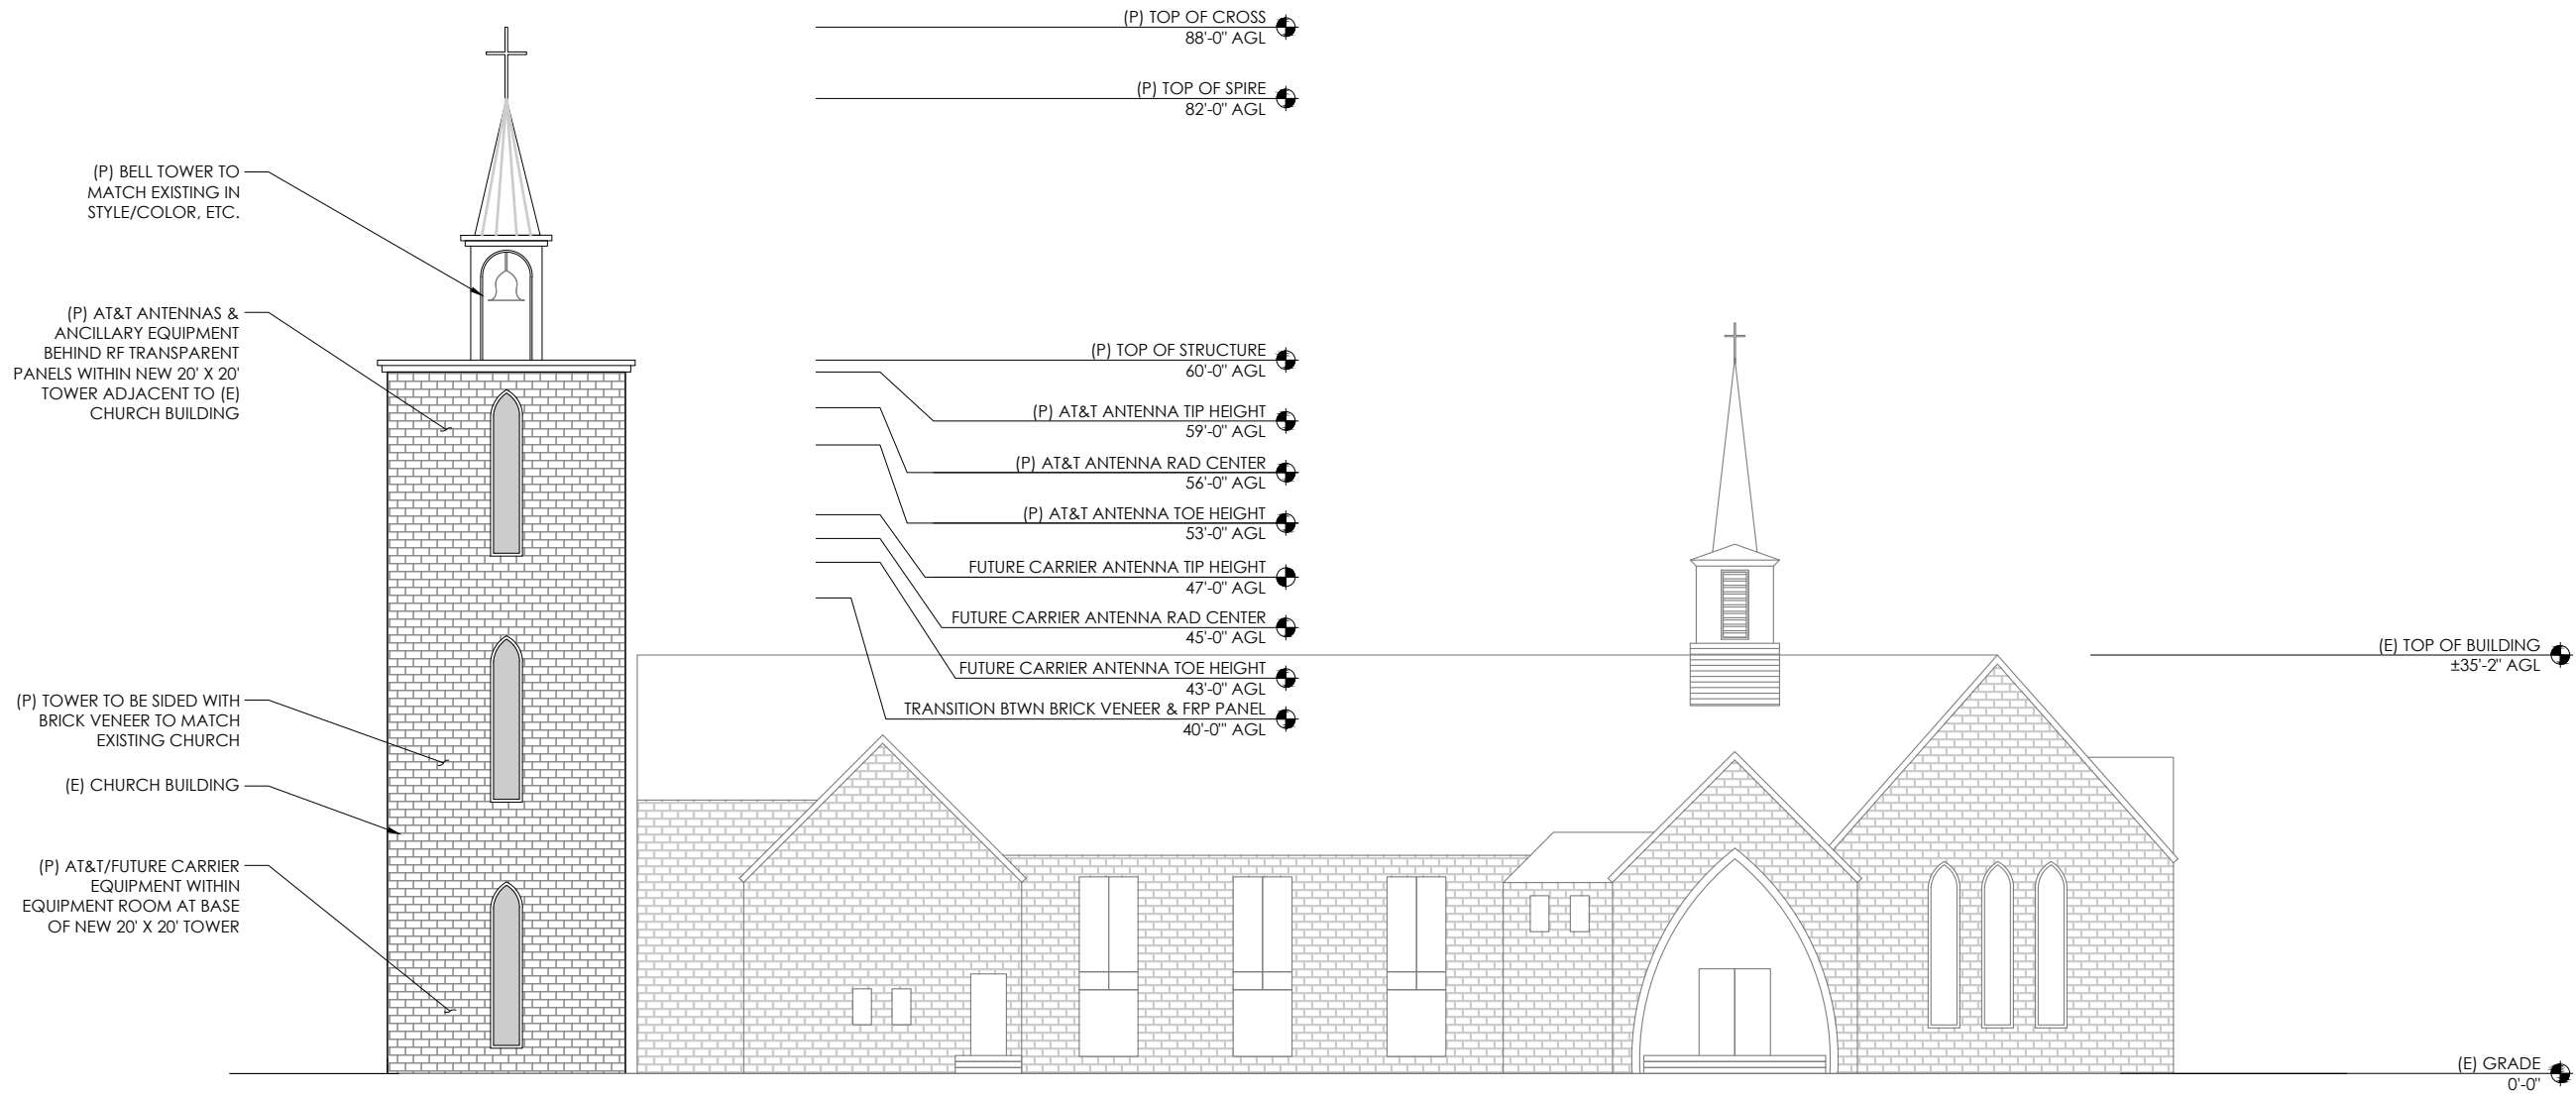 (P) TOP OF CROSS
88'-0" AGL
(P) TOP OF SPIRE
82'-0" AGL
(P) BELL TOWER TO
MATCH EXISTING IN
STYLE/COLOR, ETC.
(P) AT&T ANTENNAS &
ANCILLARY EQUIPMENT
BEHIND RF TRANSPARENT
PANELS WITHIN NEW 20' X 20'
TOWER ADJACENT TO (E)
CHURCH BUILDING
(P) TOP OF STRUCTURE
60'-0" AGL
(P) AT&T ANTENNA TIP HEIGHT
59'-0" AGL
(P) AT&T ANTENNA RAD CENTER
56'-0" AGL
(P) AT&T ANTENNA TOE HEIGHT
53'-0" AGL
FUTURE CARRIER ANTENNA TIP HEIGHT
47'-0" AGL
FUTURE CARRIER ANTENNA RAD CENTER
45'-0" AGL
FUTURE CARRIER ANTENNA TOE HEIGHT
43'-0" AGL
TRANSITION BTWN BRICK VENEER & FRP PANEL
40'-0'" AGL
(E) TOP OF BUILDING
±35'-2" AGL
(P) TOWER TO BE SIDED WITH
BRICK VENEER TO MATCH
EXISTING CHURCH
(E) CHURCH BUILDING
(P) AT&T/FUTURE CARRIER
EQUIPMENT WITHIN
EQUIPMENT ROOM AT BASE
OF NEW 20' X 20' TOWER
(E) GRADE
0'-0"